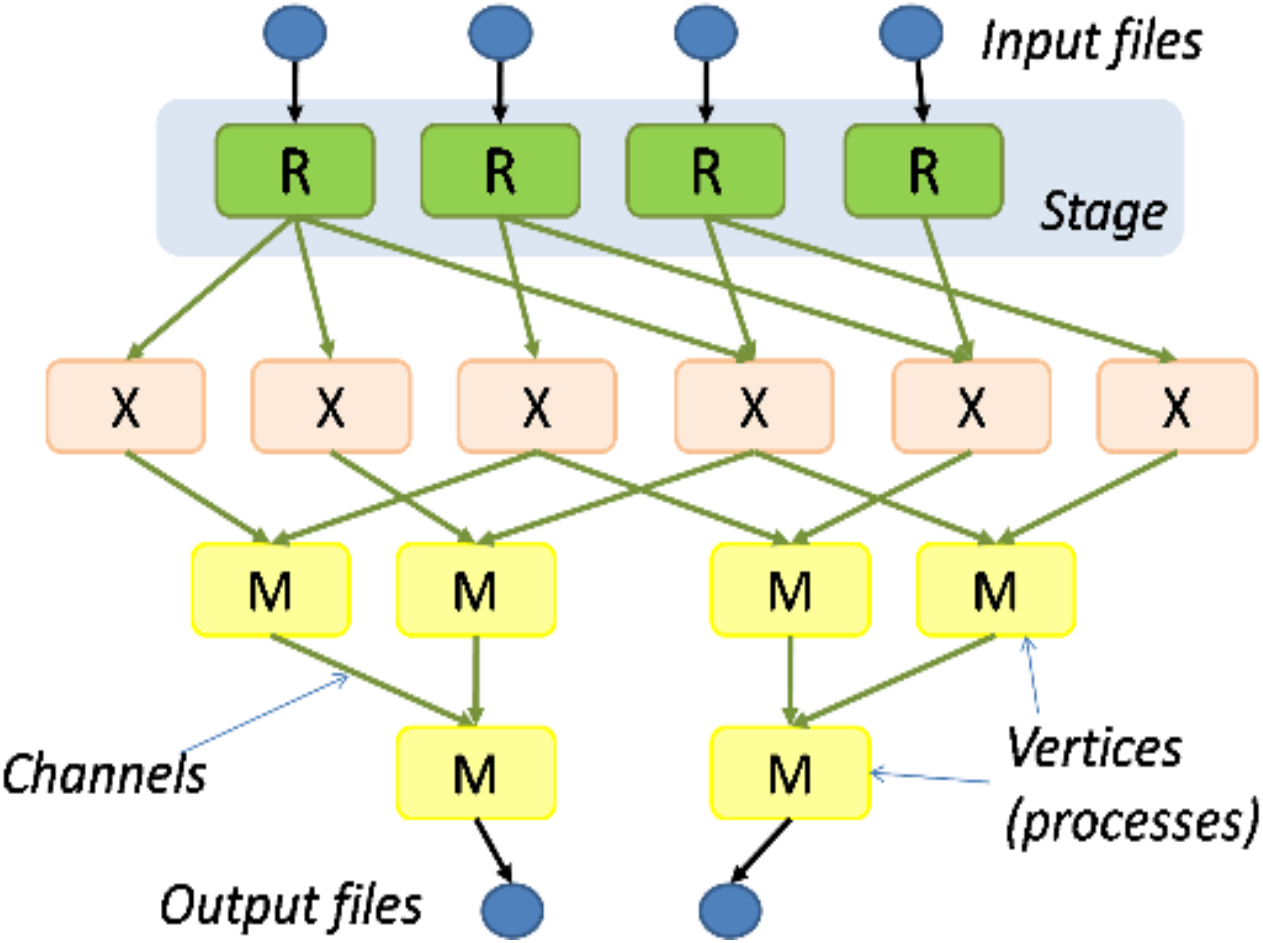 Input files
R R R R
Stage
X X X X X X
M M M M
Channels
Vertices
(processes)
M M
Output files